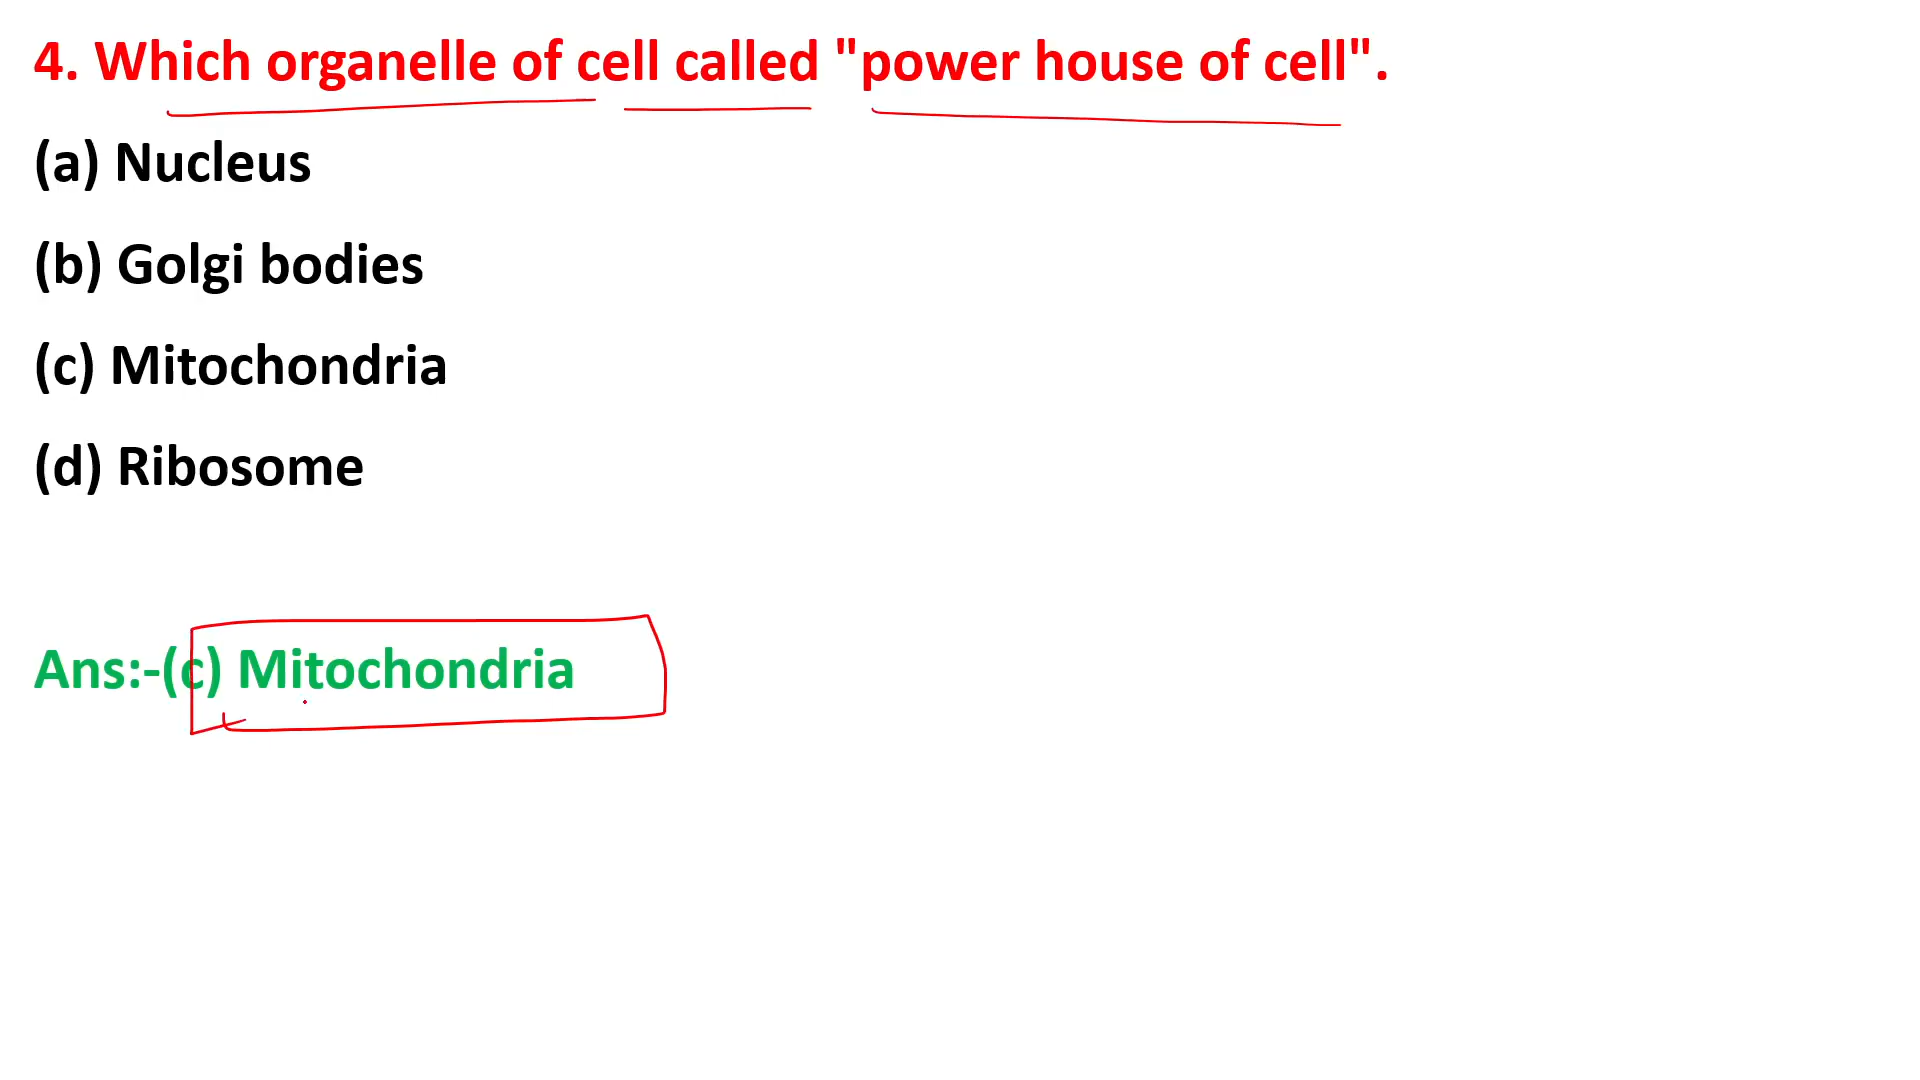 4. Which organelle of cell called "power house of cell".
(a) Nucleus
(b) Golgi bodies
(c) Mitochondria
(d) Ribosome
Ans:-(c) Mitochondria